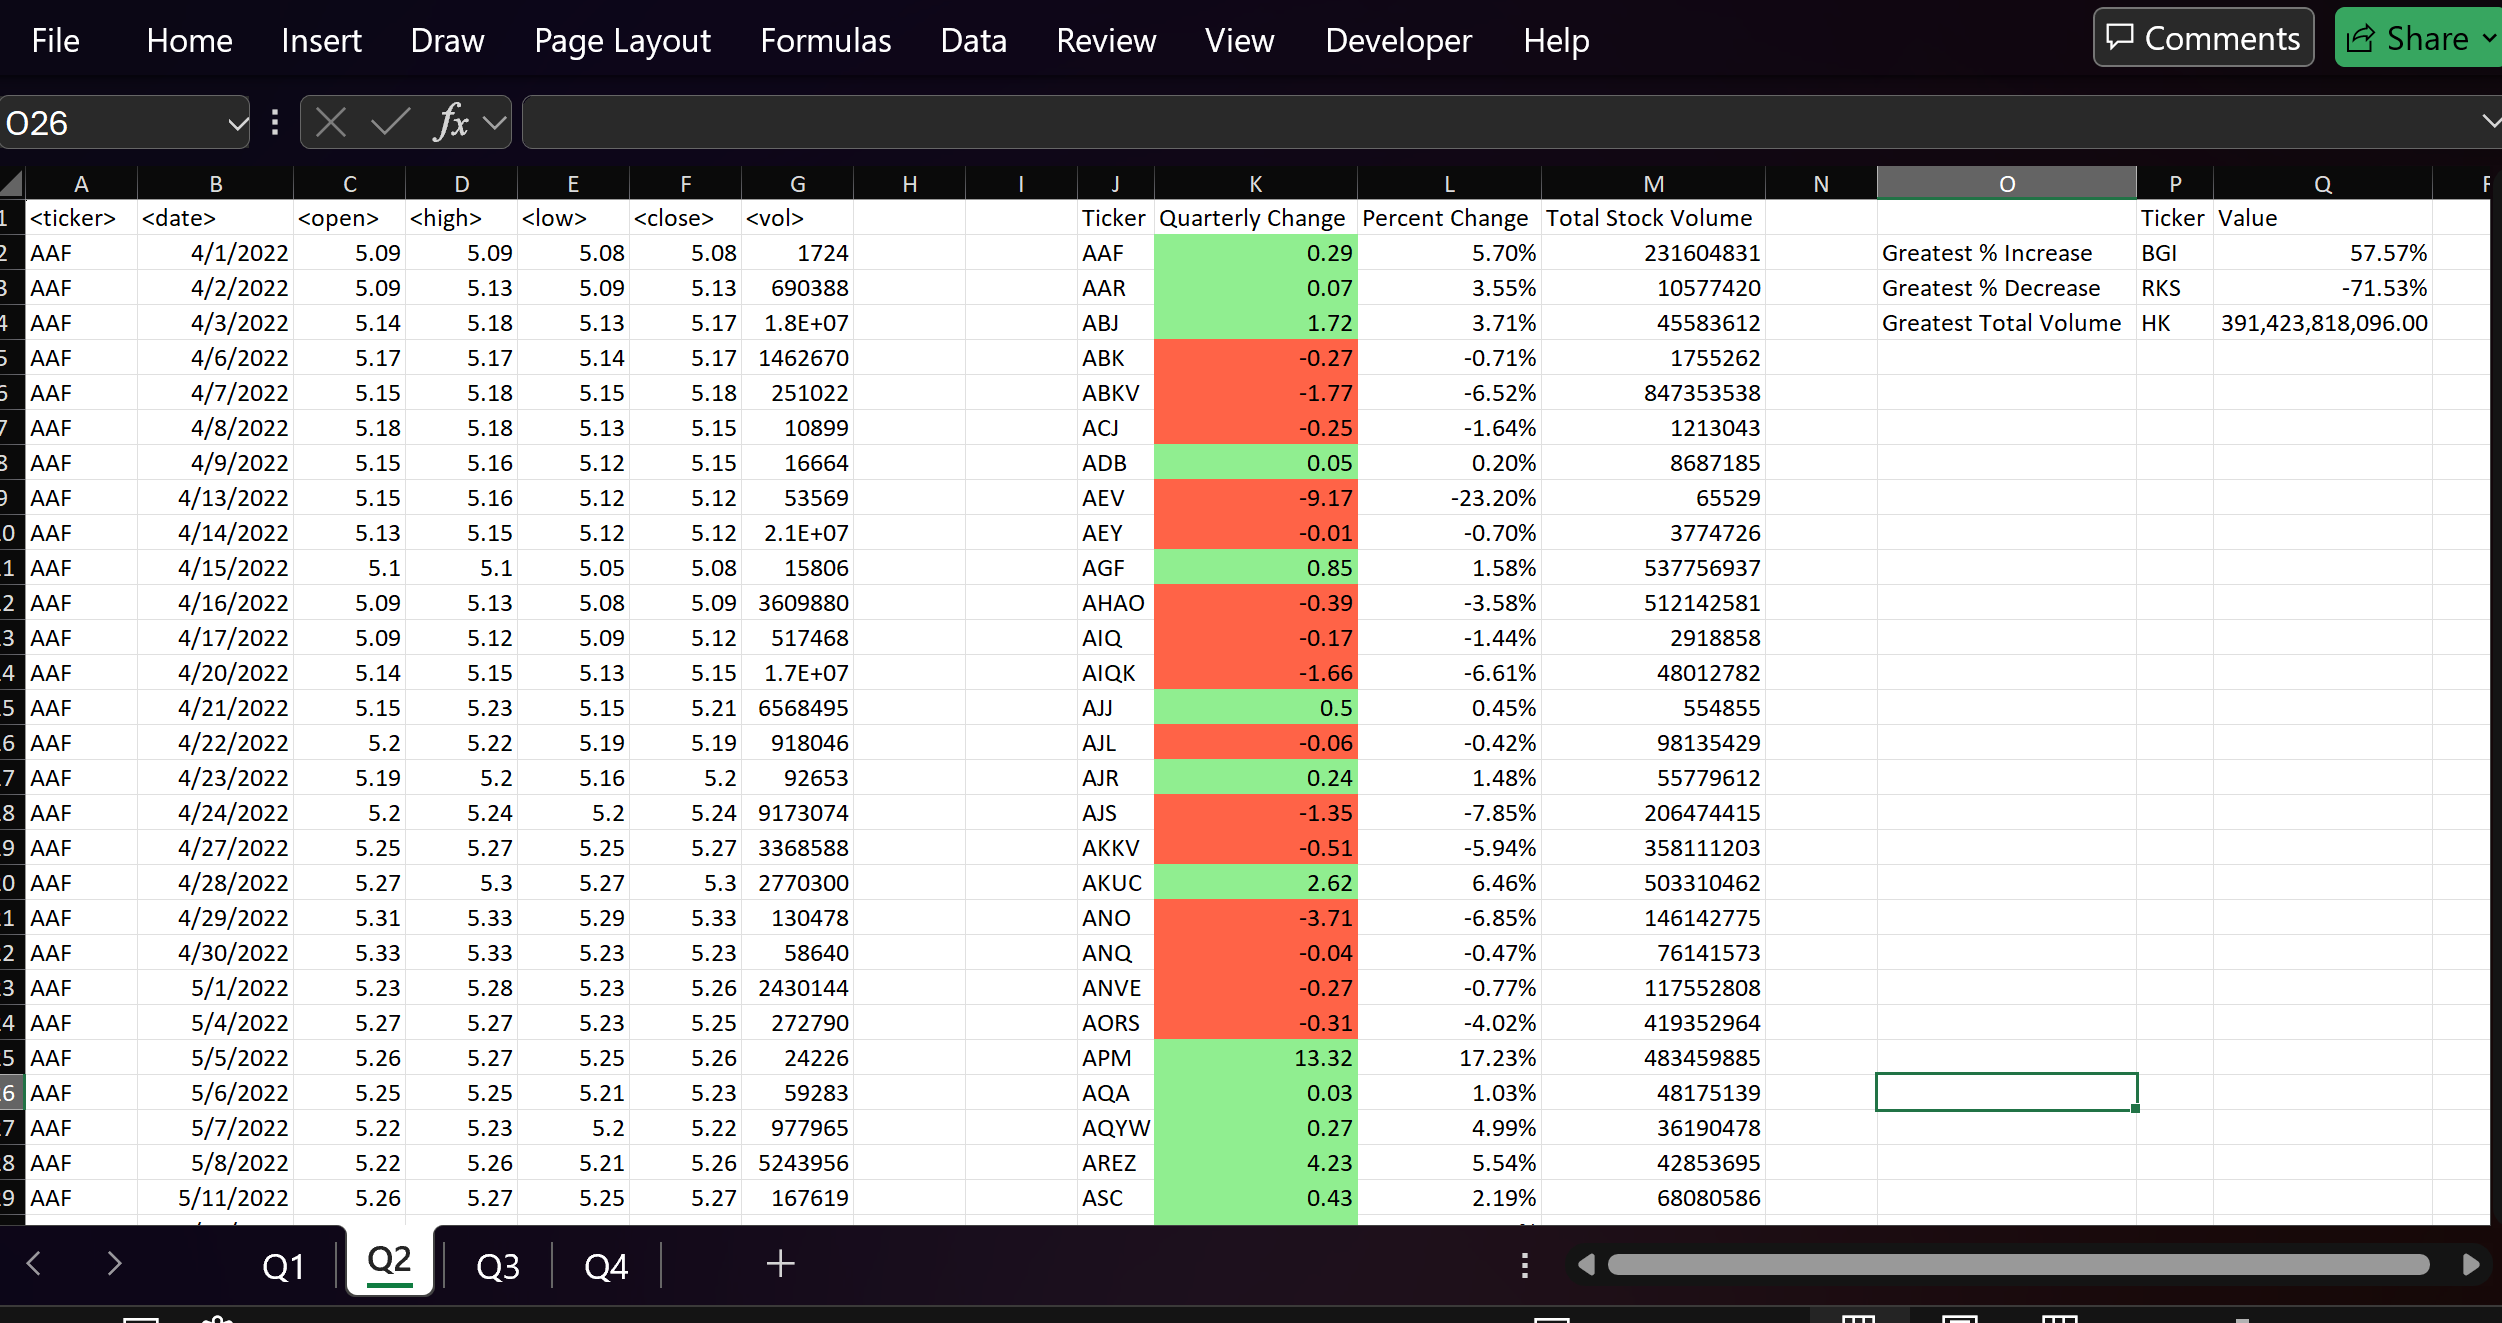 File Home Insert Draw Page Layout Formulas Data Review View Developer Help Comments Share
O26 fx
A B C D E F G H I J K L M N O P Q
1 <ticker> <date> <open> <high> <low> <close> <vol> Ticker Quarterly Change Percent Change Total Stock Volume Ticker Value
2 AAF 4/1/2022 5.09 5.09 5.08 5.08 1724 AAF 0.29 5.70% 231604831 Greatest % Increase BGI 57.57%
3 AAF 4/2/2022 5.09 5.13 5.09 5.13 690388 AAR 0.07 3.55% 10577420 Greatest % Decrease RKS -71.53%
4 AAF 4/3/2022 5.14 5.18 5.13 5.17 1.8E+07 ABJ 1.72 3.71% 45583612 Greatest Total Volume HK 391,423,818,096.00
5 AAF 4/6/2022 5.17 5.17 5.14 5.17 1462670 ABK -0.27 -0.71% 1755262
6 AAF 4/7/2022 5.15 5.18 5.15 5.18 251022 ABKV -1.77 -6.52% 847353538
7 AAF 4/8/2022 5.18 5.18 5.13 5.15 10899 ACJ -0.25 -1.64% 1213043
8 AAF 4/9/2022 5.15 5.16 5.12 5.15 16664 ADB 0.05 0.20% 8687185
9 AAF 4/13/2022 5.15 5.16 5.12 5.12 53569 AEV -9.17 -23.20% 65529
0 AAF 4/14/2022 5.13 5.15 5.12 5.12 2.1E+07 AEY -0.01 -0.70% 3774726
1 AAF 4/15/2022 5.1 5.1 5.05 5.08 15806 AGF 0.85 1.58% 537756937
2 AAF 4/16/2022 5.09 5.13 5.08 5.09 3609880 AHAO -0.39 -3.58% 512142581
3 AAF 4/17/2022 5.09 5.12 5.09 5.12 517468 AIQ -0.17 -1.44% 2918858
4 AAF 4/20/2022 5.14 5.15 5.13 5.15 1.7E+07 AIQK -1.66 -6.61% 48012782
5 AAF 4/21/2022 5.15 5.23 5.15 5.21 6568495 AJJ 0.5 0.45% 554855
6 AAF 4/22/2022 5.2 5.22 5.19 5.19 918046 AJL -0.06 -0.42% 98135429
7 AAF 4/23/2022 5.19 5.2 5.16 5.2 92653 AJR 0.24 1.48% 55779612
8 AAF 4/24/2022 5.2 5.24 5.2 5.24 9173074 AJS -1.35 -7.85% 206474415
9 AAF 4/27/2022 5.25 5.27 5.25 5.27 3368588 AKKV -0.51 -5.94% 358111203
0 AAF 4/28/2022 5.27 5.3 5.27 5.3 2770300 AKUC 2.62 6.46% 503310462
1 AAF 4/29/2022 5.31 5.33 5.29 5.33 130478 ANO -3.71 -6.85% 146142775
2 AAF 4/30/2022 5.33 5.33 5.23 5.23 58640 ANQ -0.04 -0.47% 76141573
3 AAF 5/1/2022 5.23 5.28 5.23 5.26 2430144 ANVE -0.27 -0.77% 117552808
4 AAF 5/4/2022 5.27 5.27 5.23 5.25 272790 AORS -0.31 -4.02% 419352964
5 AAF 5/5/2022 5.26 5.27 5.25 5.26 24226 APM 13.32 17.23% 483459885
6 AAF 5/6/2022 5.25 5.25 5.21 5.23 59283 AQA 0.03 1.03% 48175139
7 AAF 5/7/2022 5.22 5.23 5.2 5.22 977965 AQYW 0.27 4.99% 36190478
8 AAF 5/8/2022 5.22 5.26 5.21 5.26 5243956 AREZ 4.23 5.54% 42853695
9 AAF 5/11/2022 5.26 5.27 5.25 5.27 167619 ASC 0.43 2.19% 68080586
Q1 Q2 Q3 Q4